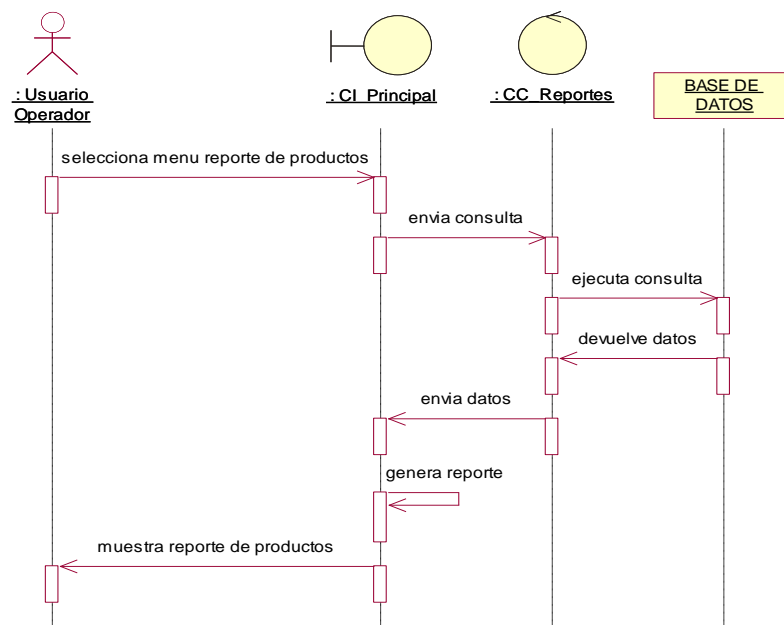 : Usuario
Operador
: CI_Principal
: CC_Reportes
BASE DE
DATOS
selecciona menu reporte de productos
envia consulta
ejecuta consulta
devuelve datos
envia datos
genera reporte
muestra reporte de productos